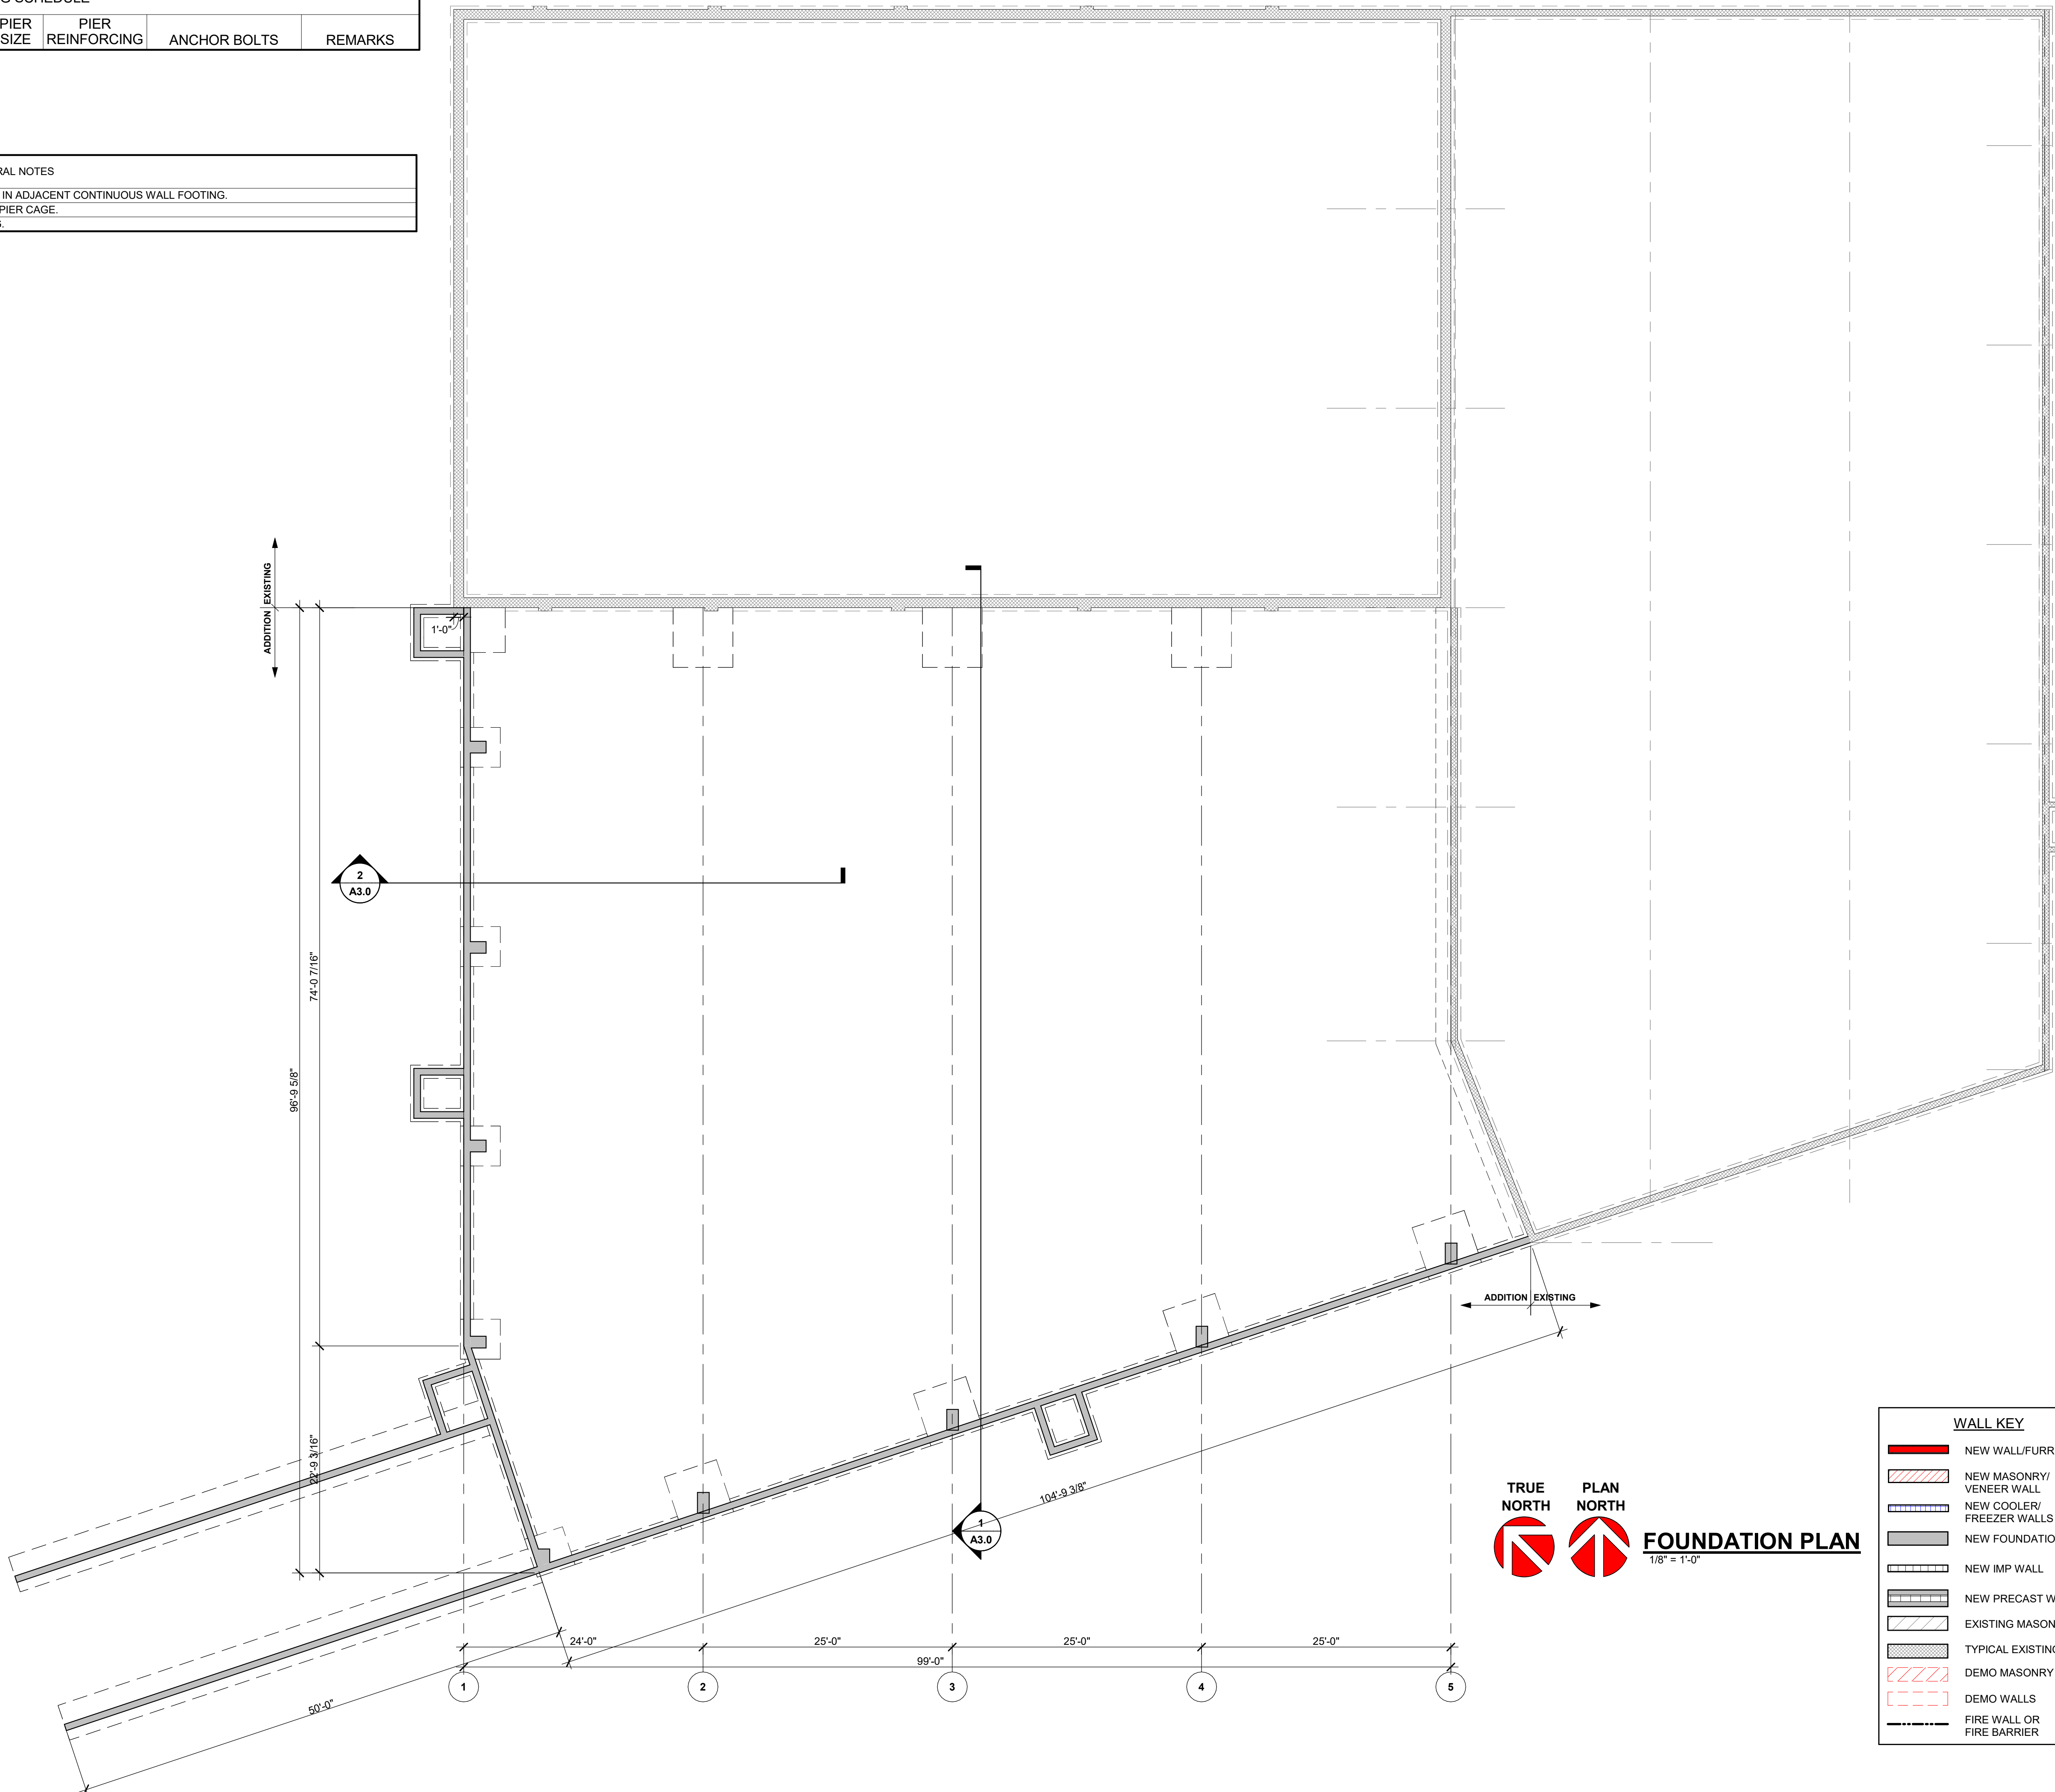 G SCHEDULE
PIER
SIZE
PIER
REINFORCING
ANCHOR BOLTS
REMARKS
RAL NOTES
IN ADJACENT CONTINUOUS WALL FOOTING.
PIER CAGE.
EXISTING
ADDITION
1'-0"
2
A3.0
74'-0 7/16"
96'-9 5/8"
22'-9 3/16"
ADDITION
EXISTING
104'-9 3/8"
1
A3.0
24'-0"
25'-0"
25'-0"
25'-0"
99'-0"
1
2
3
4
5
50'-0"
TRUE
NORTH
PLAN
NORTH
FOUNDATION PLAN
1/8" = 1'-0"
WALL KEY
NEW WALL/FURR
NEW MASONRY/
VENEER WALL
NEW COOLER/
FREEZER WALLS
NEW FOUNDATIO
NEW IMP WALL
NEW PRECAST W
EXISTING MASON
TYPICAL EXISTING
DEMO MASONRY
DEMO WALLS
FIRE WALL OR
FIRE BARRIER